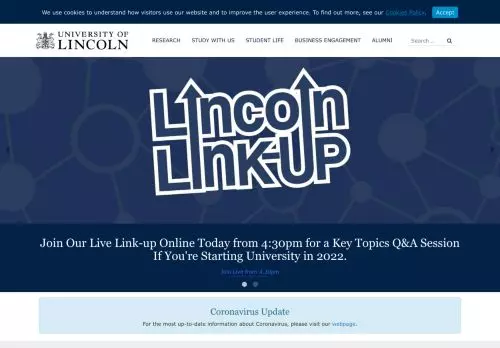 We use cookies to understand how visitors use our website and to improve the user experience. To find out more, see our Cookies Policy. Accept
UNIVERSITY OF
LINCOLN
RESEARCH STUDY WITH US STUDENT LIFE BUSINESS ENGAGEMENT ALUMNI Search...
LINCOLN
LINK-UP
Join Our Live Link-up Online Today from 4:30pm for a Key Topics Q&A Session
If You're Starting University in 2022.
Join Live from 4.30pm
Coronavirus Update
For the most up-to-date information about Coronavirus, please visit our webpage.